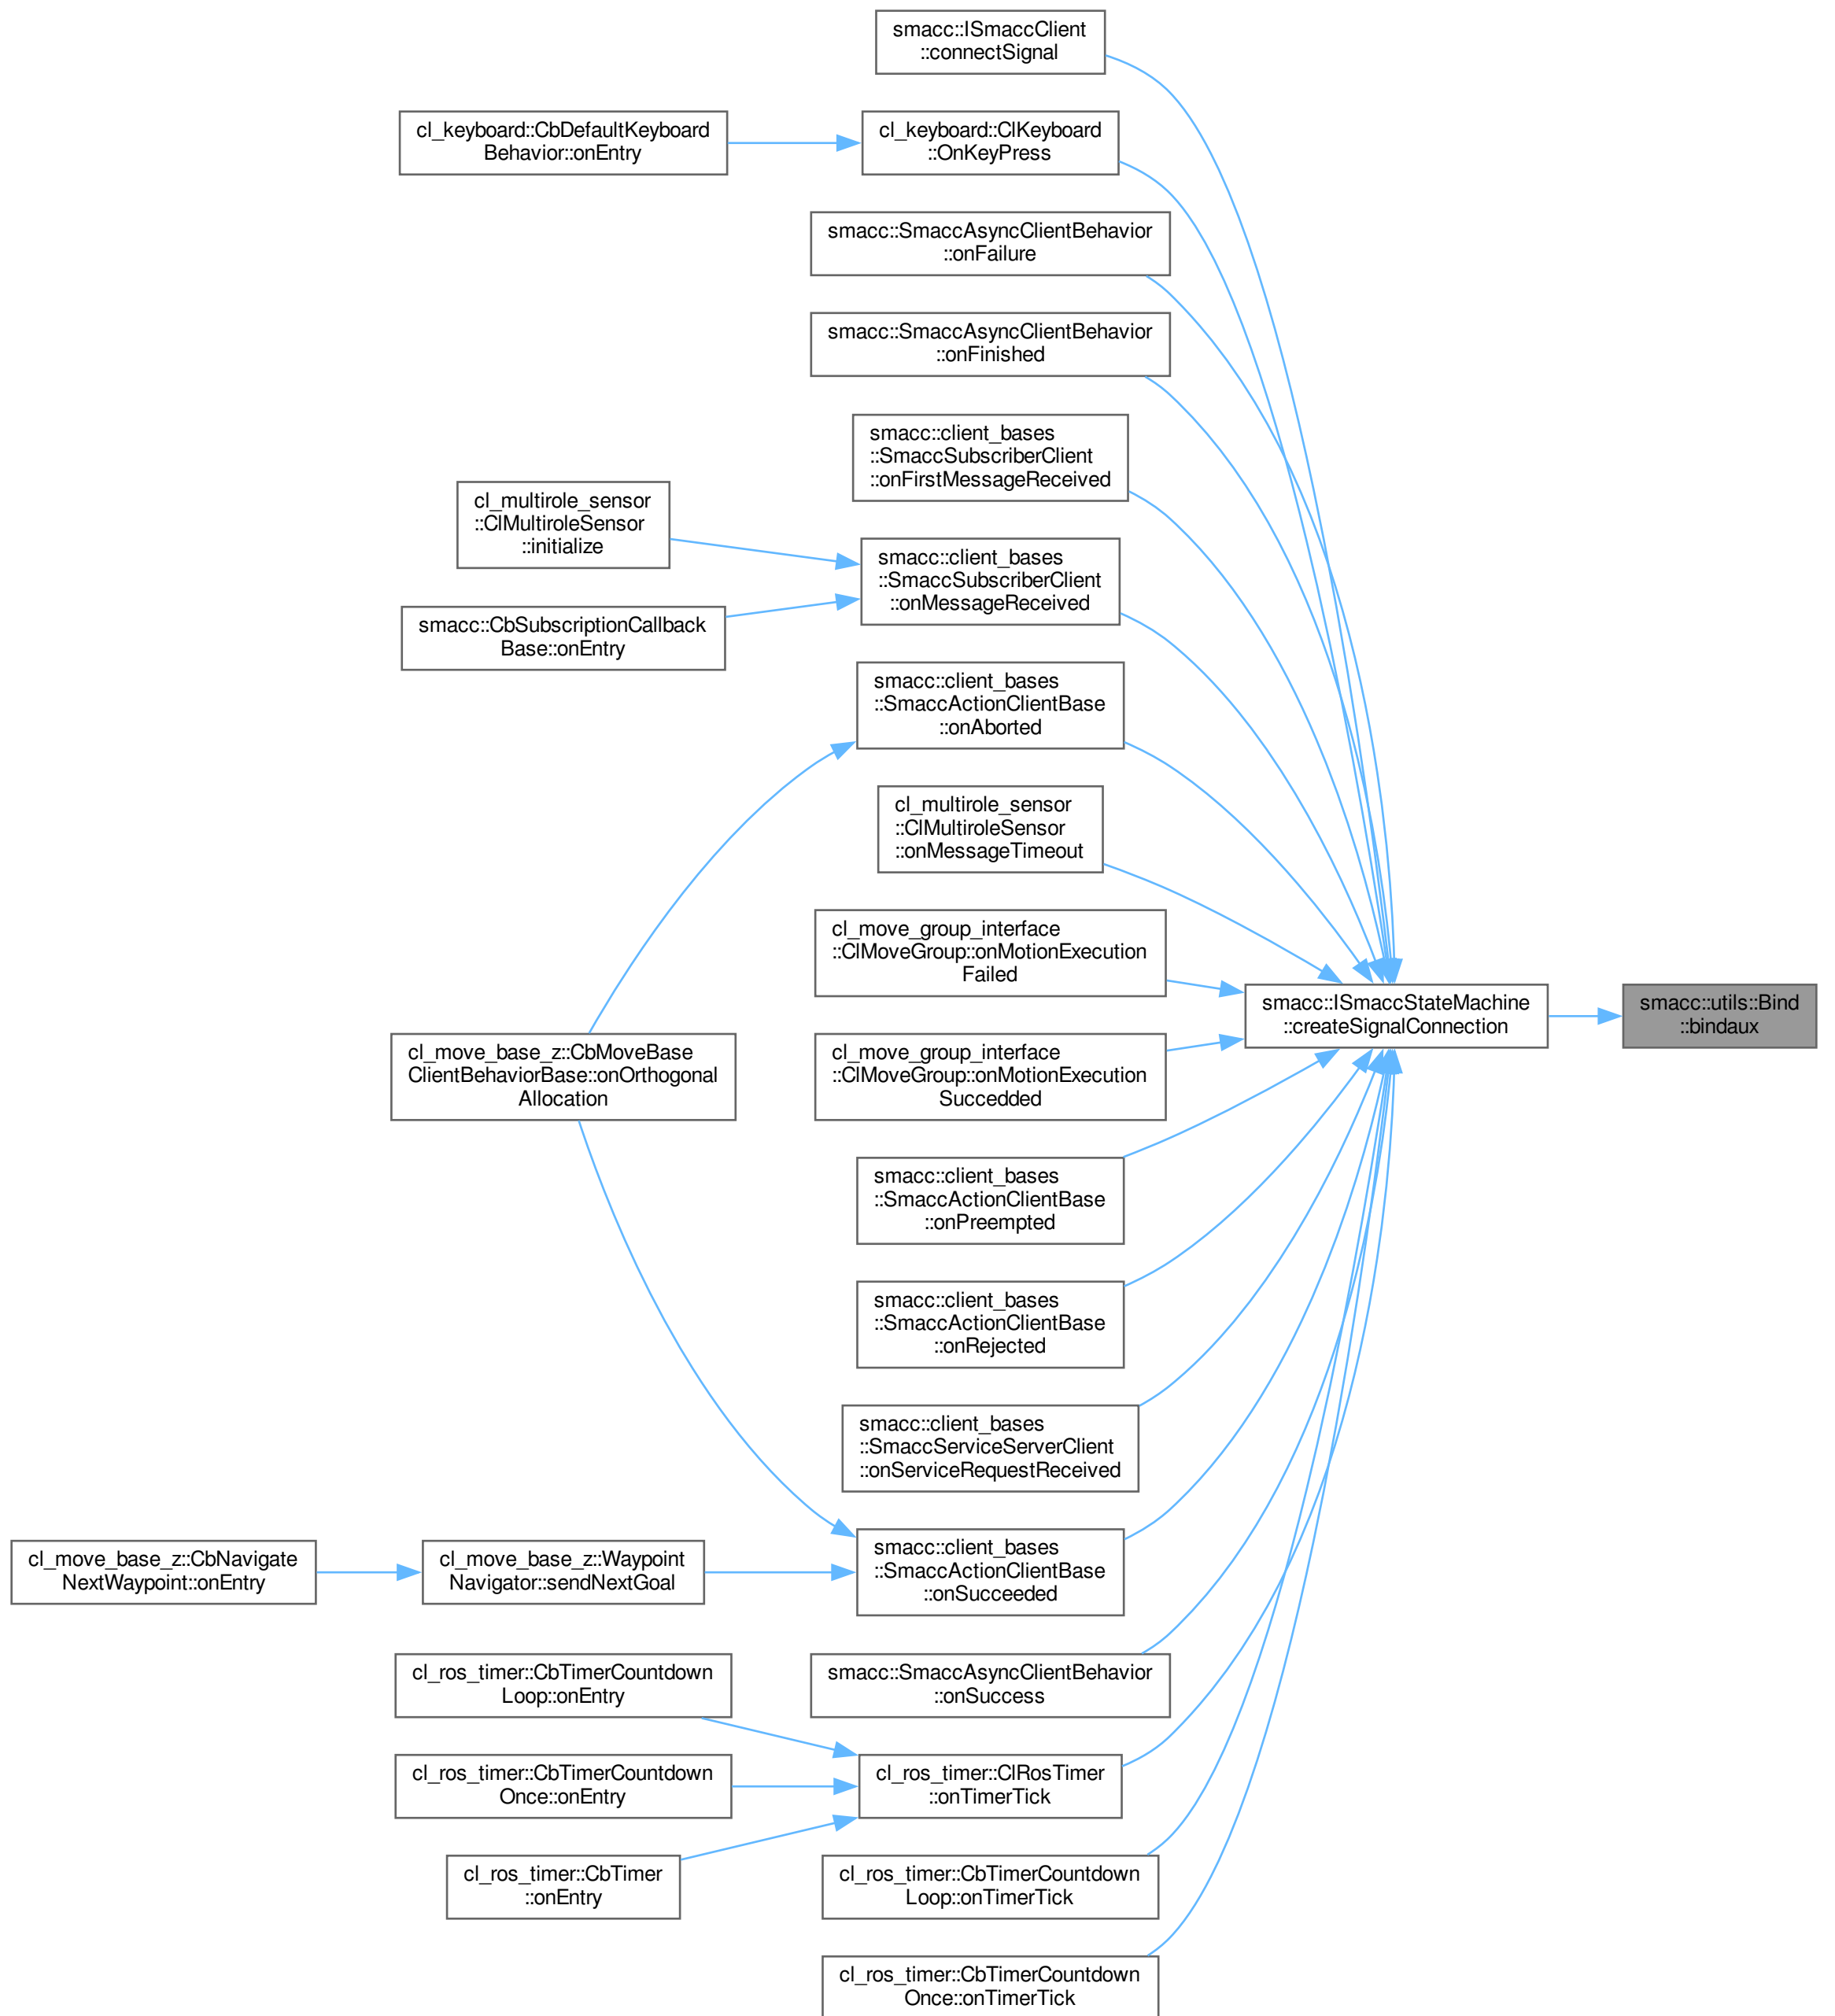 smacc::ISmaccClient
::connectSignal
cl_keyboard::CbDefaultKeyboard
Behavior::onEntry
cl_keyboard::ClKeyboard
::OnKeyPress
smacc::SmaccAsyncClientBehavior
::onFailure
smacc::SmaccAsyncClientBehavior
::onFinished
smacc::client_bases
::SmaccSubscriberClient
::onFirstMessageReceived
cl_multirole_sensor
::ClMultiroleSensor
::initialize
smacc::client_bases
::SmaccSubscriberClient
::onMessageReceived
smacc::CbSubscriptionCallback
Base::onEntry
smacc::client_bases
::SmaccActionClientBase
::onAborted
cl_multirole_sensor
::ClMultiroleSensor
::onMessageTimeout
cl_move_group_interface
::ClMoveGroup::onMotionExecution
Failed
smacc::ISmaccStateMachine
::createSignalConnection
smacc::utils::Bind
::bindaux
cl_move_base_z::CbMoveBase
ClientBehaviorBase::onOrthogonal
Allocation
cl_move_group_interface
::ClMoveGroup::onMotionExecution
Succedded
smacc::client_bases
::SmaccActionClientBase
::onPreempted
smacc::client_bases
::SmaccActionClientBase
::onRejected
smacc::client_bases
::SmaccServiceServerClient
::onServiceRequestReceived
cl_move_base_z::CbNavigate
NextWaypoint::onEntry
cl_move_base_z::Waypoint
Navigator::sendNextGoal
smacc::client_bases
::SmaccActionClientBase
::onSucceeded
cl_ros_timer::CbTimerCountdown
Loop::onEntry
smacc::SmaccAsyncClientBehavior
::onSuccess
cl_ros_timer::CbTimerCountdown
Once::onEntry
cl_ros_timer::ClRosTimer
::onTimerTick
cl_ros_timer::CbTimer
::onEntry
cl_ros_timer::CbTimerCountdown
Loop::onTimerTick
cl_ros_timer::CbTimerCountdown
Once::onTimerTick